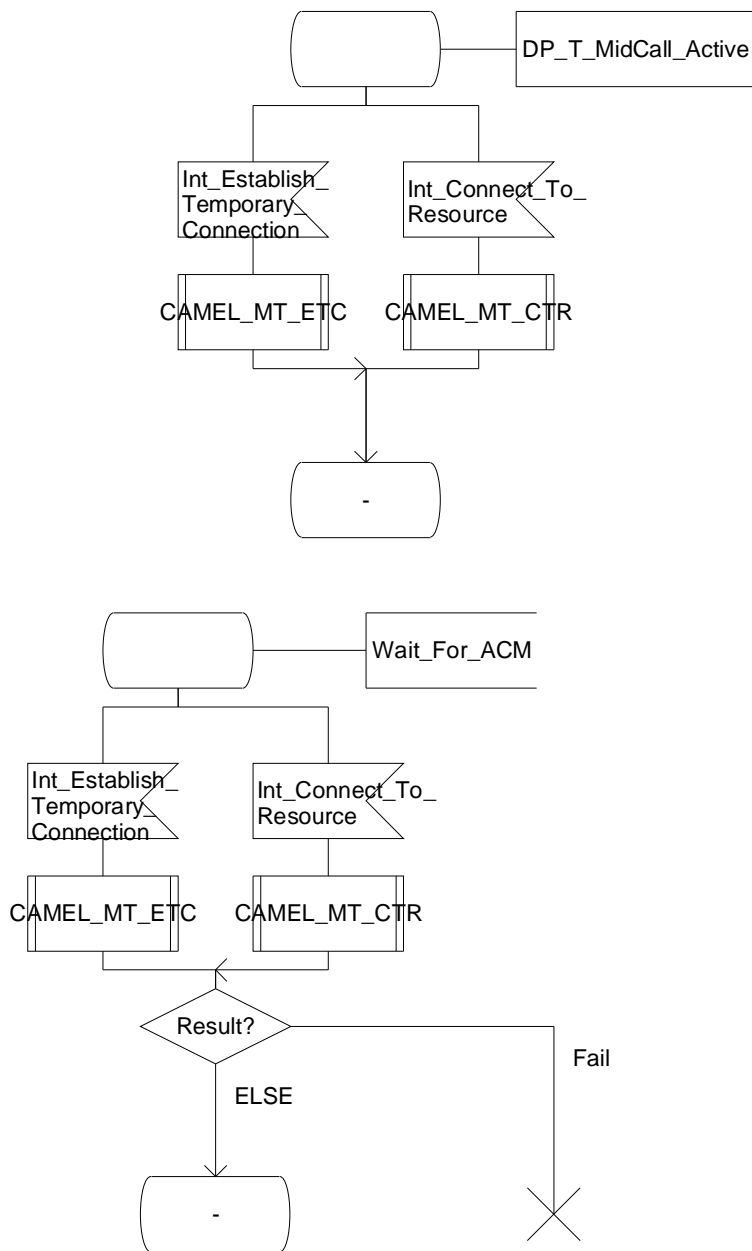 DP_T_MidCall_Active
Int_Establish_
Temporary_
Connection
Int_Connect_To_
Resource
CAMEL_MT_ETC
CAMEL_MT_CTR
-
Wait_For_ACM
Int_Establish_
Temporary_
Connection
Int_Connect_To_
Resource
CAMEL_MT_ETC
CAMEL_MT_CTR
Result?
Fail
ELSE
-